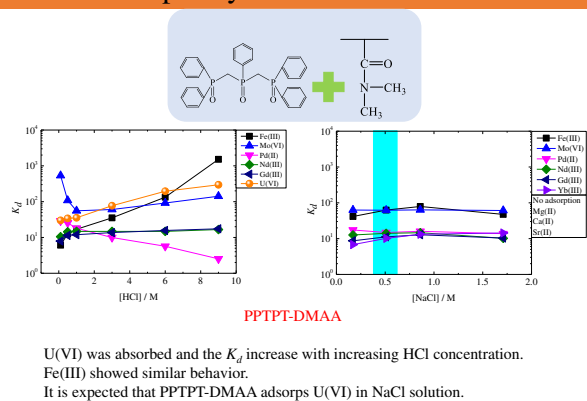 P
P
P
O
O
O
C=O
N
CH3
CH3
10^4
10^3
10^2
10^1
10^0
Kd
0 2 4 6 8 10
[HCl] / M
Fe(III)
Mo(VI)
Pd(II)
Nd(III)
Gd(III)
U(VI)
10^4
10^3
10^2
10^1
10^0
Kd
0.0 0.5 1.0 1.5 2.0
[NaCl] / M
Fe(III)
Mo(VI)
Pd(II)
Nd(III)
Gd(III)
Yb(III)
No adsorption
Mg(II)
Ca(II)
Sr(II)
PPTPT-DMAA
U(VI) was absorbed and the Kd increase with increasing HCl concentration.
Fe(III) showed similar behavior.
It is expected that PPTPT-DMAA adsorps U(VI) in NaCl solution.